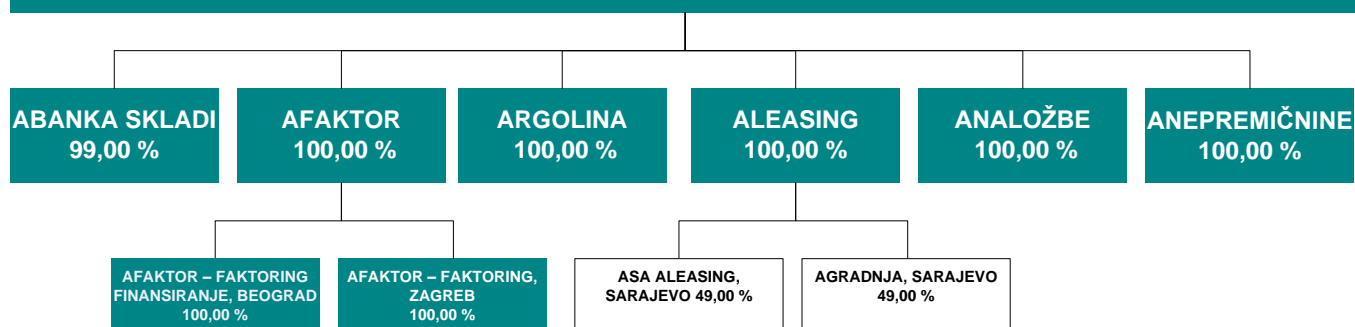 ABANKA SKLADI
99,00 %
AFAKTOR
100,00 %
ARGOLINA
100,00 %
ALEASING
100,00 %
ANALOŽBE
100,00 %
ANEPREMIČNINE
100,00 %
AFAKTOR – FAKTORING
FINANSIRANJE, BEOGRAD
100,00 %
AFAKTOR – FAKTORING,
ZAGREB
100,00 %
ASA ALEASING,
SARAJEVO 49,00 %
AGRADNJA, SARAJEVO
49,00 %